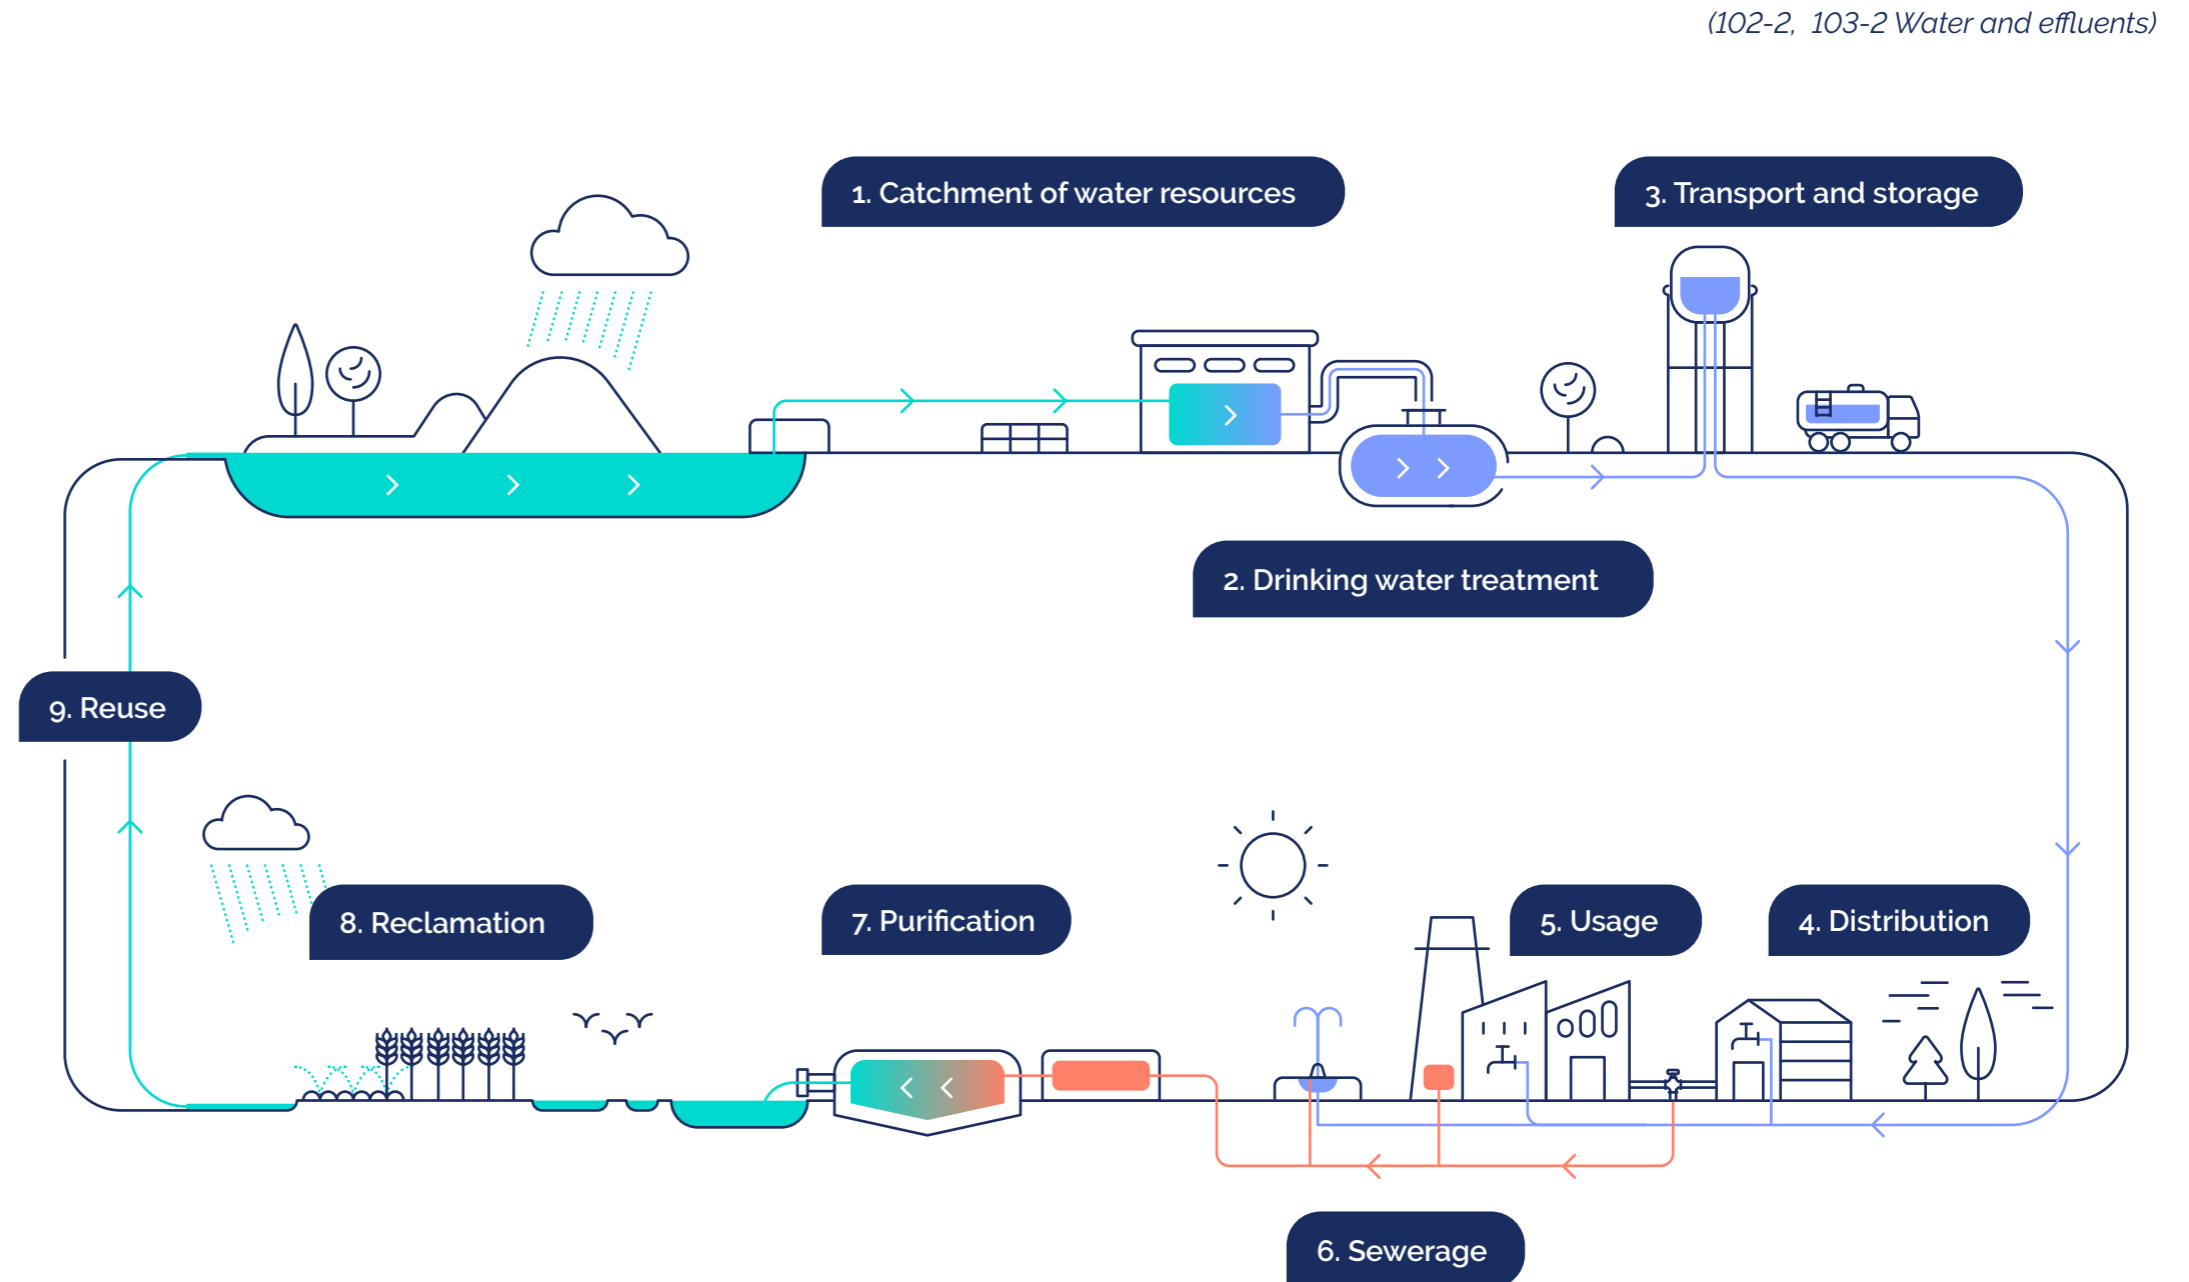 (102-2, 103-2 Water and effluents)
1. Catchment of water resources
3. Transport and storage
2. Drinking water treatment
9. Reuse
8. Reclamation
7. Purification
5. Usage
4. Distribution
6. Sewerage